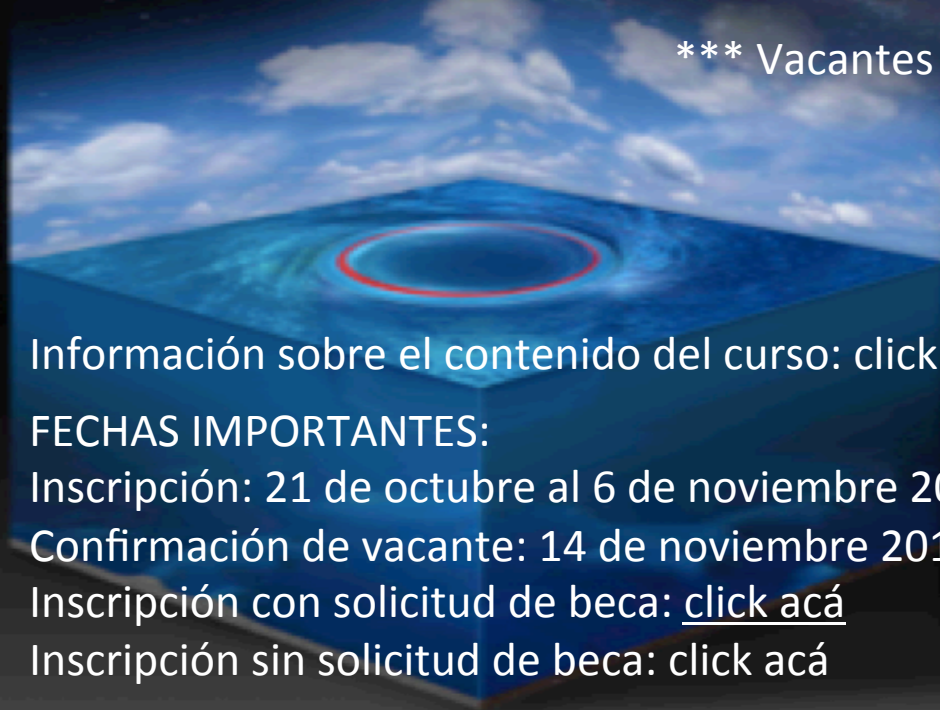 *** Vacantes
Información sobre el contenido del curso: click
FECHAS IMPORTANTES:
Inscripción: 21 de octubre al 6 de noviembre 20
Confirmación de vacante: 14 de noviembre 201
Inscripción con solicitud de beca: click acá
Inscripción sin solicitud de beca: click acá